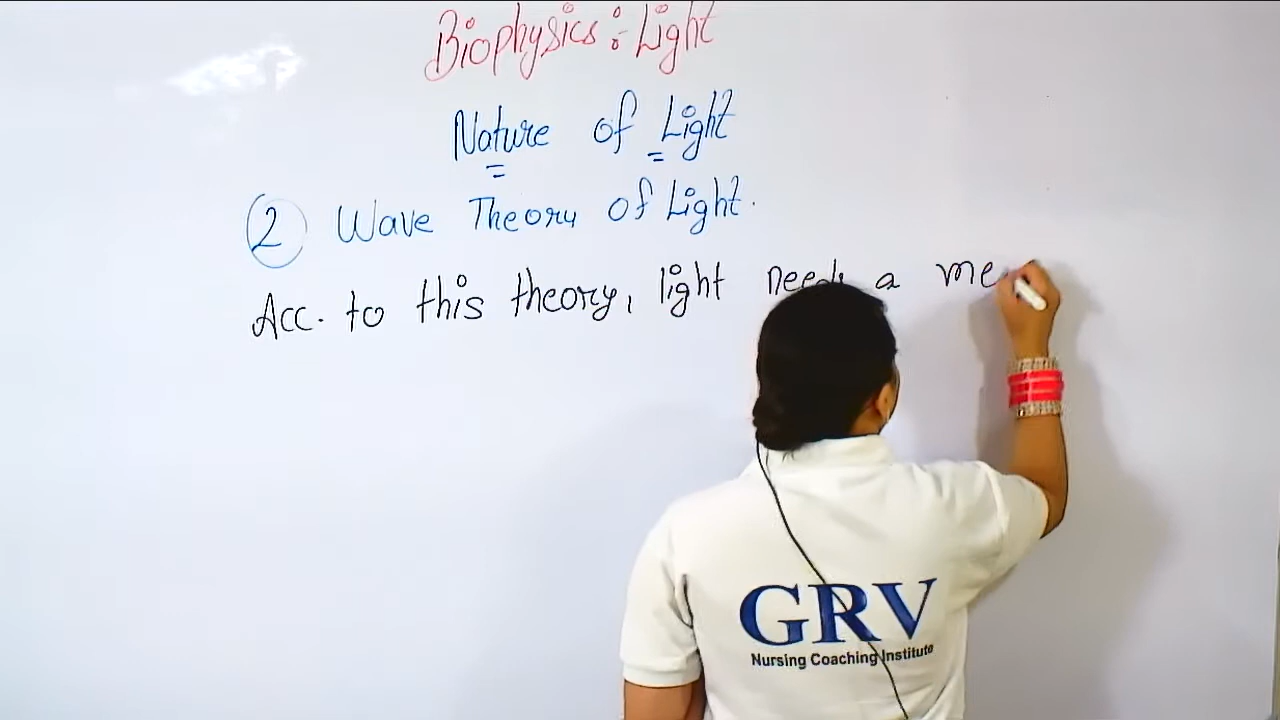 Biophysics : Light
Nature of Light
2 Wave Theory of Light.
Acc. to this theory, light needs a me
GRV
Nursing Coaching Institute